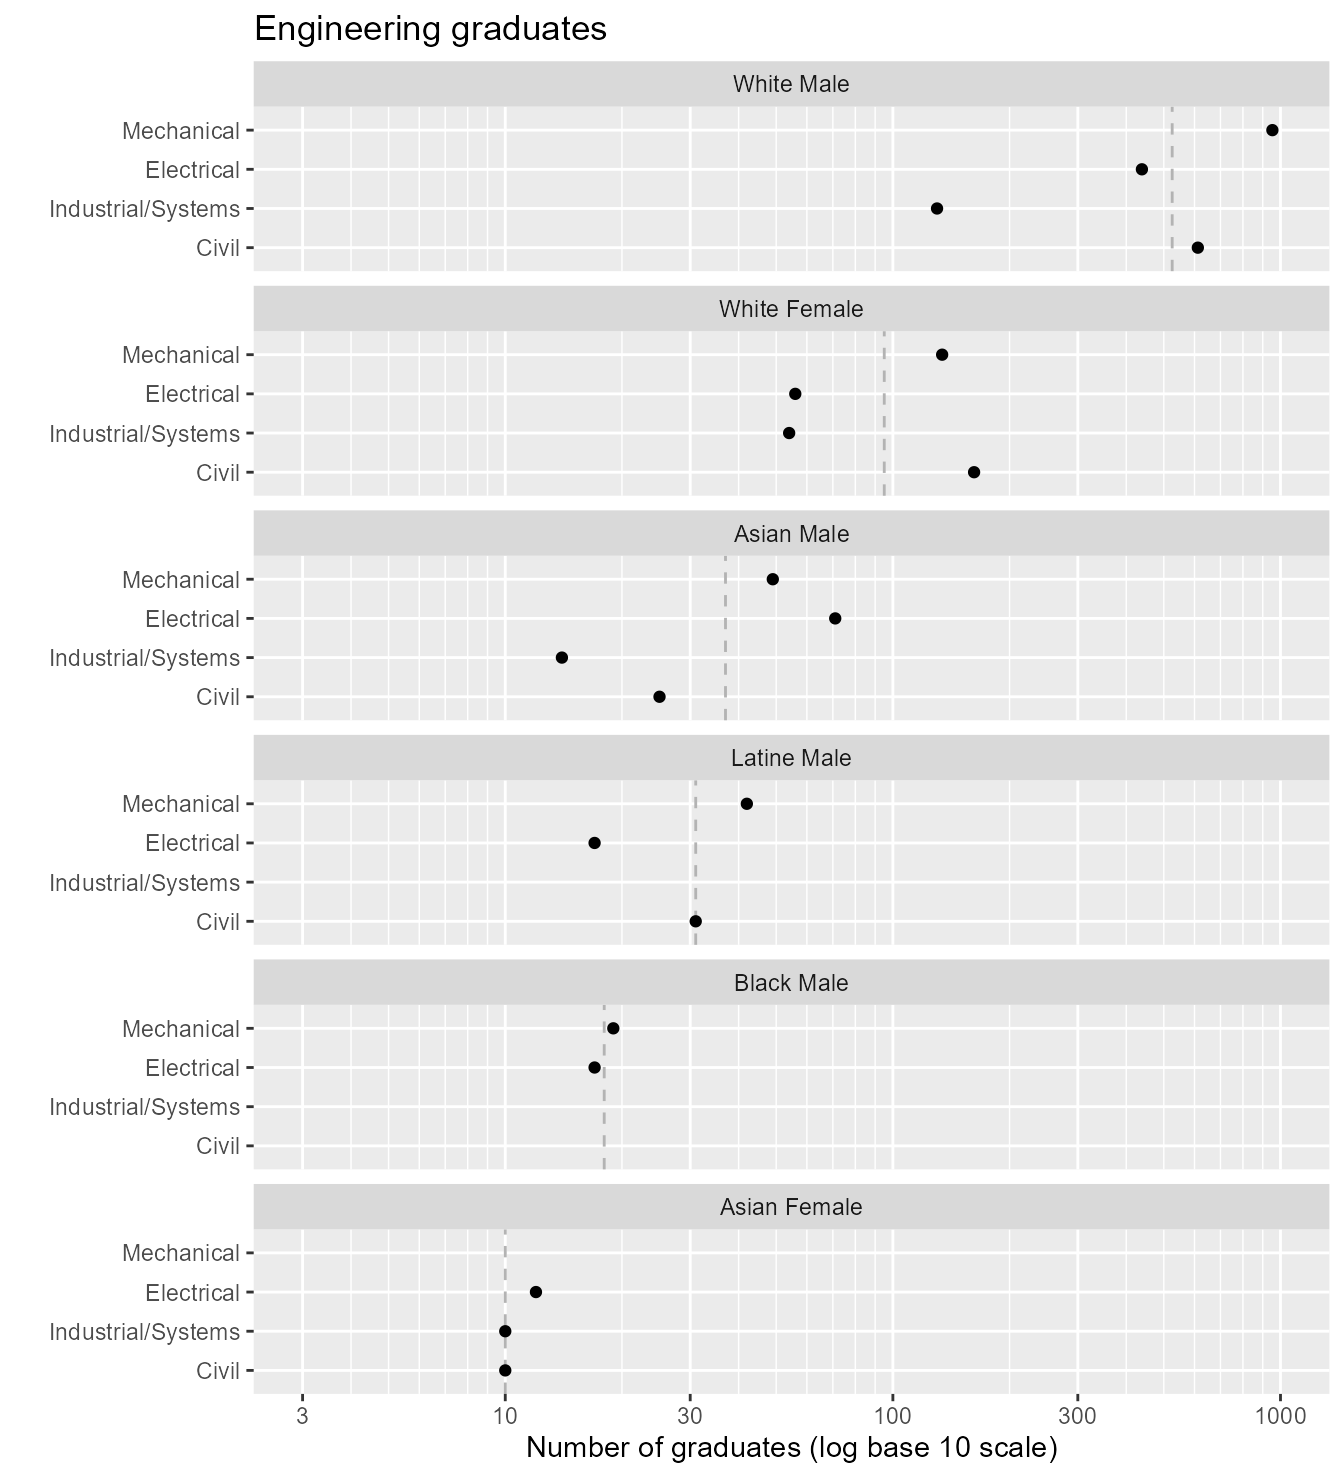 Engineering graduates
White Male
Mechanical
Electrical
Industrial/Systems
Civil
White Female
Mechanical
Electrical
Industrial/Systems
Civil
Asian Male
Mechanical
Electrical
Industrial/Systems
Civil
Latine Male
Mechanical
Electrical
Industrial/Systems
Civil
Black Male
Mechanical
Electrical
Industrial/Systems
Civil
Asian Female
Mechanical
Electrical
Industrial/Systems
Civil
3 10 30 100 300 1000
Number of graduates (log base 10 scale)